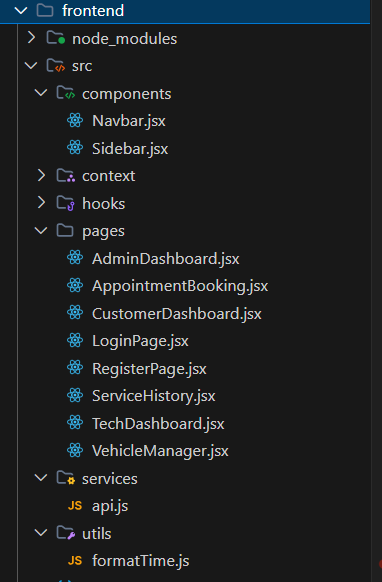 frontend
node_modules
src
components
Navbar.jsx
Sidebar.jsx
context
hooks
pages
AdminDashboard.jsx
AppointmentBooking.jsx
CustomerDashboard.jsx
LoginPage.jsx
RegisterPage.jsx
ServiceHistory.jsx
TechDashboard.jsx
VehicleManager.jsx
services
JS api.js
utils
JS formatTime.js